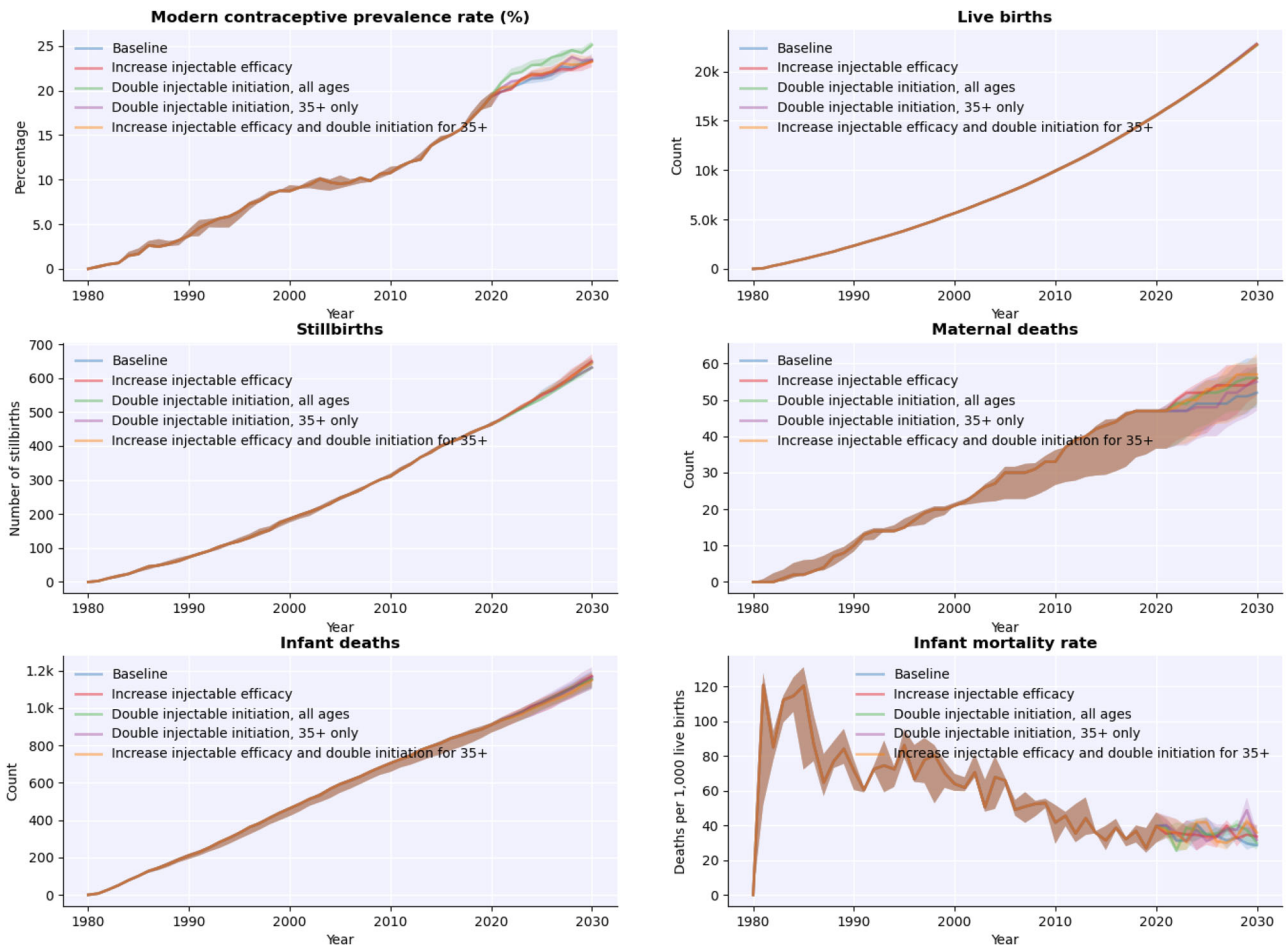 Modern contraceptive prevalence rate (%)
25
20
15
10
5.0
0
Percentage
Baseline
Increase injectable efficacy
Double injectable initiation, all ages
Double injectable initiation, 35+ only
Increase injectable efficacy and double initiation for 35+
1980
1990
2000
2010
2020
2030
Year
Live births
20k
15k
10k
5.0k
0
Count
Baseline
Increase injectable efficacy
Double injectable initiation, all ages
Double injectable initiation, 35+ only
Increase injectable efficacy and double initiation for 35+
1980
1990
2000
2010
2020
2030
Year
Stillbirths
700
600
500
400
300
200
100
0
Number of stillbirths
Baseline
Increase injectable efficacy
Double injectable initiation, all ages
Double injectable initiation, 35+ only
Increase injectable efficacy and double initiation for 35+
1980
1990
2000
2010
2020
2030
Year
Maternal deaths
60
50
40
30
20
10
0
Count
Baseline
Increase injectable efficacy
Double injectable initiation, all ages
Double injectable initiation, 35+ only
Increase injectable efficacy and double initiation for 35+
1980
1990
2000
2010
2020
2030
Year
Infant deaths
1.2k
1.0k
800
600
400
200
0
Count
Baseline
Increase injectable efficacy
Double injectable initiation, all ages
Double injectable initiation, 35+ only
Increase injectable efficacy and double initiation for 35+
1980
1990
2000
2010
2020
2030
Year
Infant mortality rate
120
100
80
60
40
20
0
Deaths per 1,000 live births
Baseline
Increase injectable efficacy
Double injectable initiation, all ages
Double injectable initiation, 35+ only
Increase injectable efficacy and double initiation for 35+
1980
1990
2000
2010
2020
2030
Year